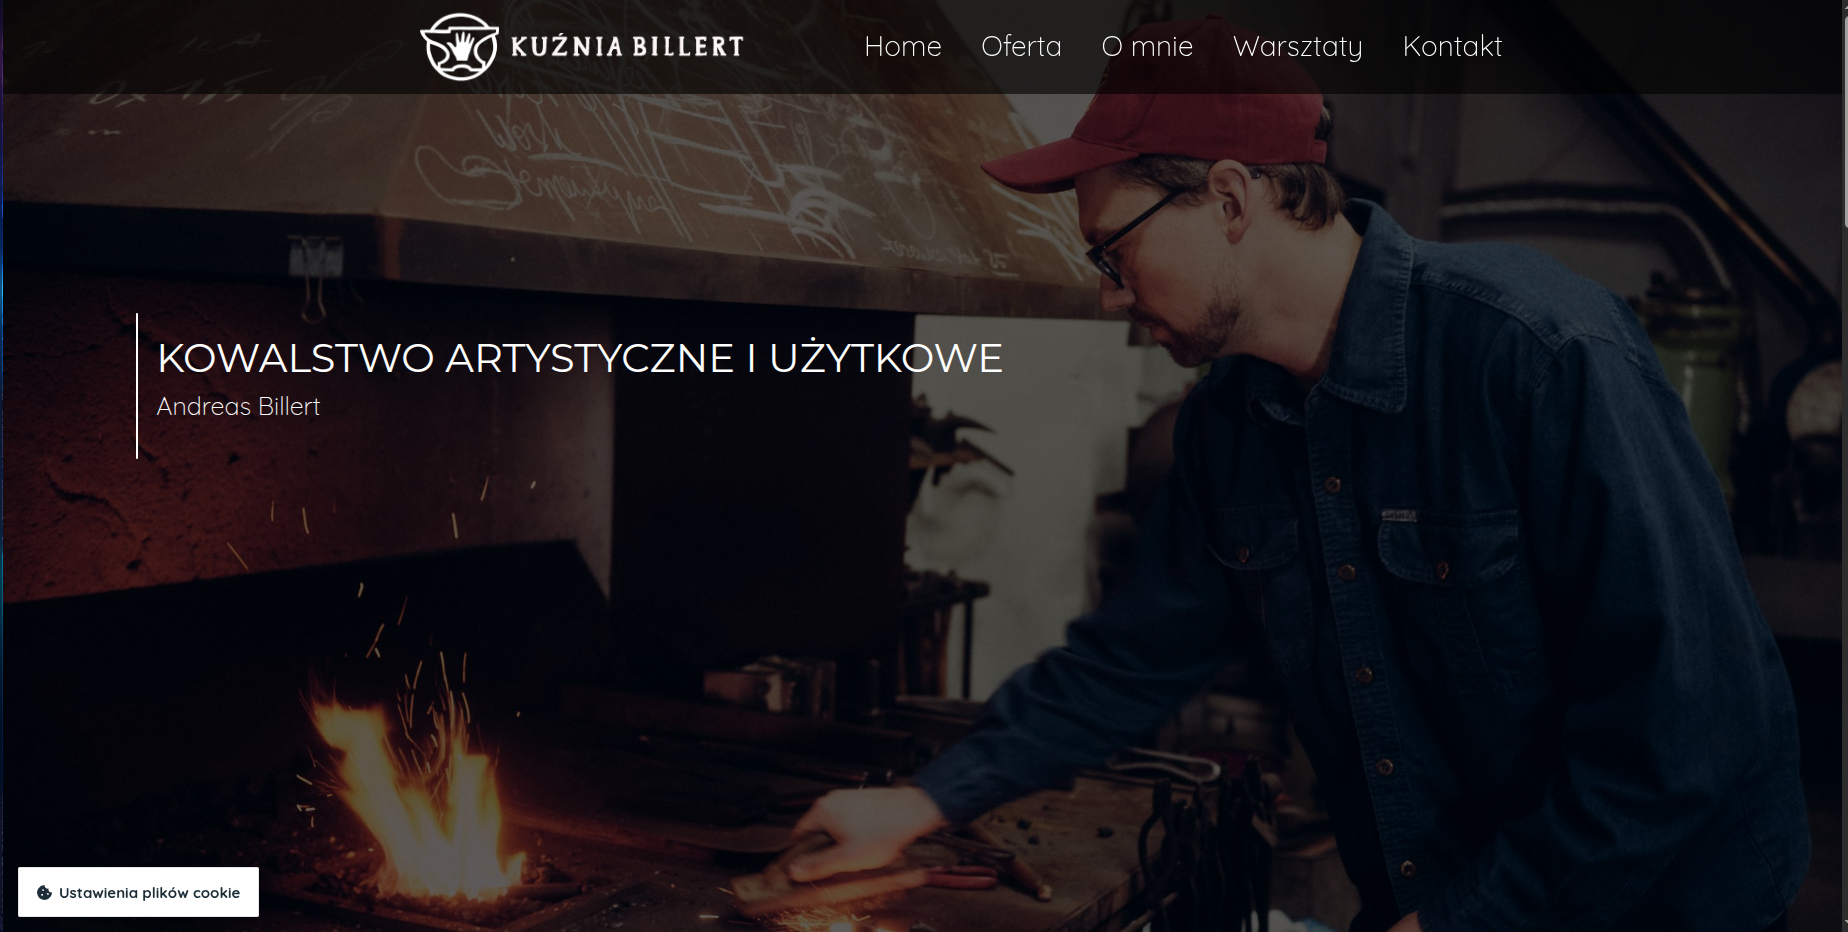 KUŹNIA BILLERT
Home Oferta O mnie Warsztaty Kontakt
KOWALSTWO ARTYSTYCZNE I UŻYTKOWE
Andreas Billert
Ustawienia plików cookie